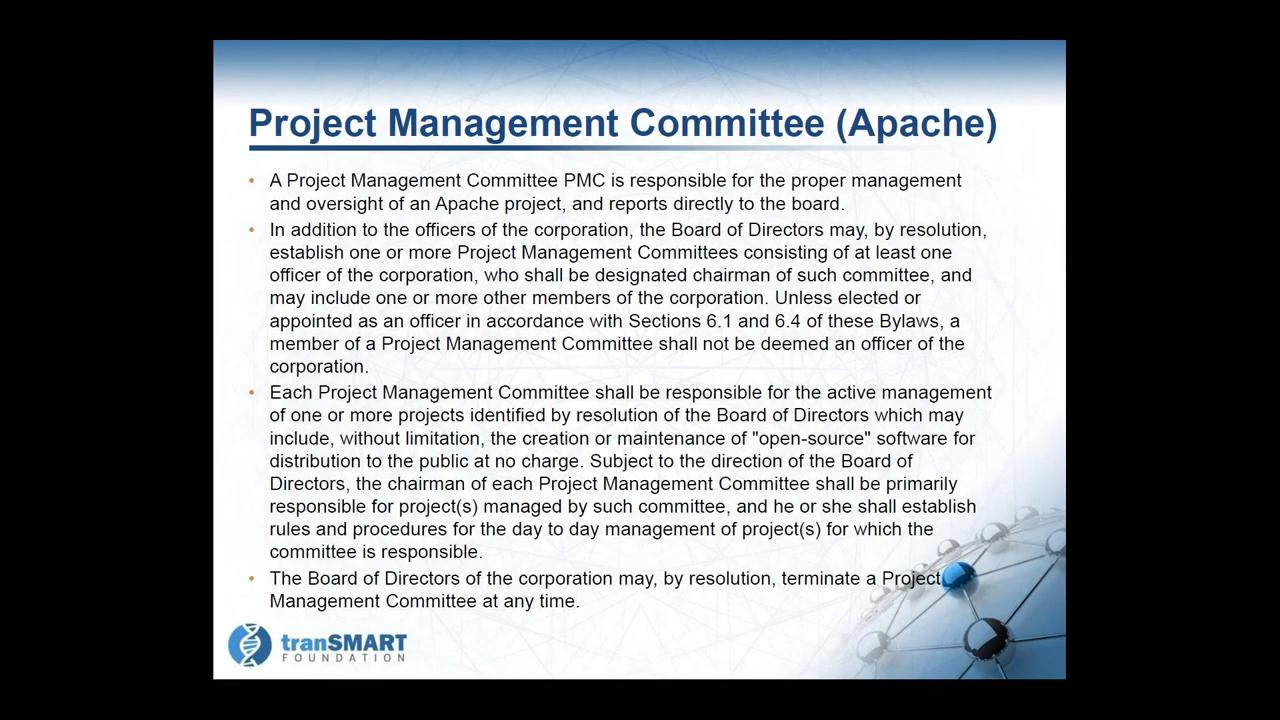 Project Management Committee (Apache)
• A Project Management Committee PMC is responsible for the proper management
and oversight of an Apache project, and reports directly to the board.
• In addition to the officers of the corporation, the Board of Directors may, by resolution,
establish one or more Project Management Committees consisting of at least one
officer of the corporation, who shall be designated chairman of such committee, and
may include one or more other members of the corporation. Unless elected or
appointed as an officer in accordance with Sections 6.1 and 6.4 of these Bylaws, a
member of a Project Management Committee shall not be deemed an officer of the
corporation.
• Each Project Management Committee shall be responsible for the active management
of one or more projects identified by resolution of the Board of Directors which may
include, without limitation, the creation or maintenance of "open-source" software for
distribution to the public at no charge. Subject to the direction of the Board of
Directors, the chairman of each Project Management Committee shall be primarily
responsible for project(s) managed by such committee, and he or she shall establish
rules and procedures for the day to day management of project(s) for which the
committee is responsible.
• The Board of Directors of the corporation may, by resolution, terminate a Project
Management Committee at any time.
tranSMART
FOUNDATION